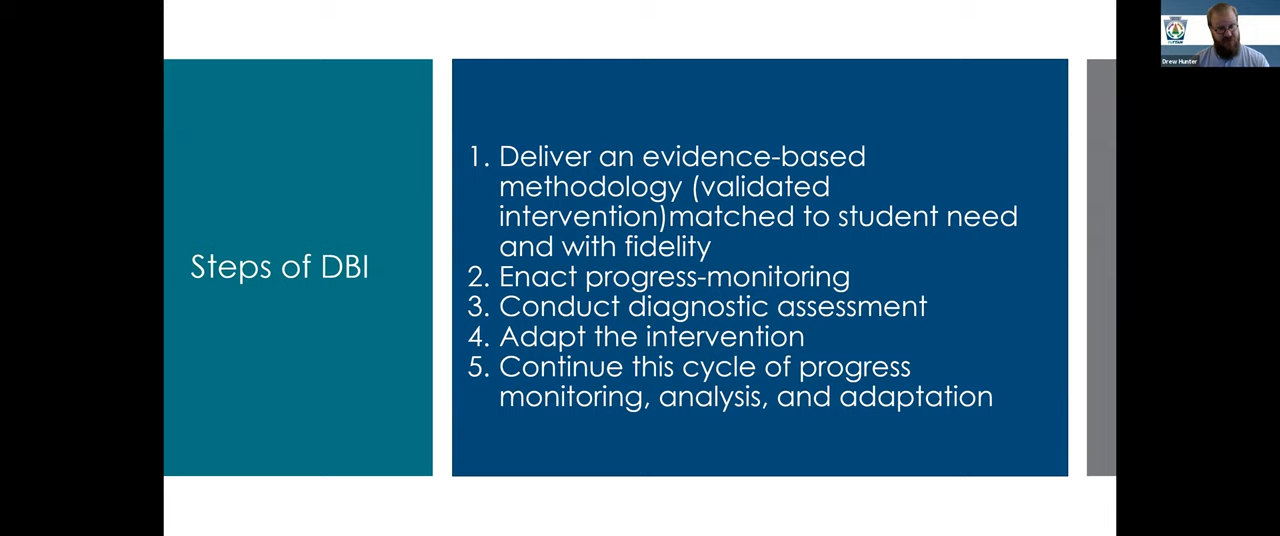 Steps of DBI
1. Deliver an evidence-based
methodology (validated
intervention)matched to student need
and with fidelity
2. Enact progress-monitoring
3. Conduct diagnostic assessment
4. Adapt the intervention
5. Continue this cycle of progress
monitoring, analysis, and adaptation
Drew Hunter